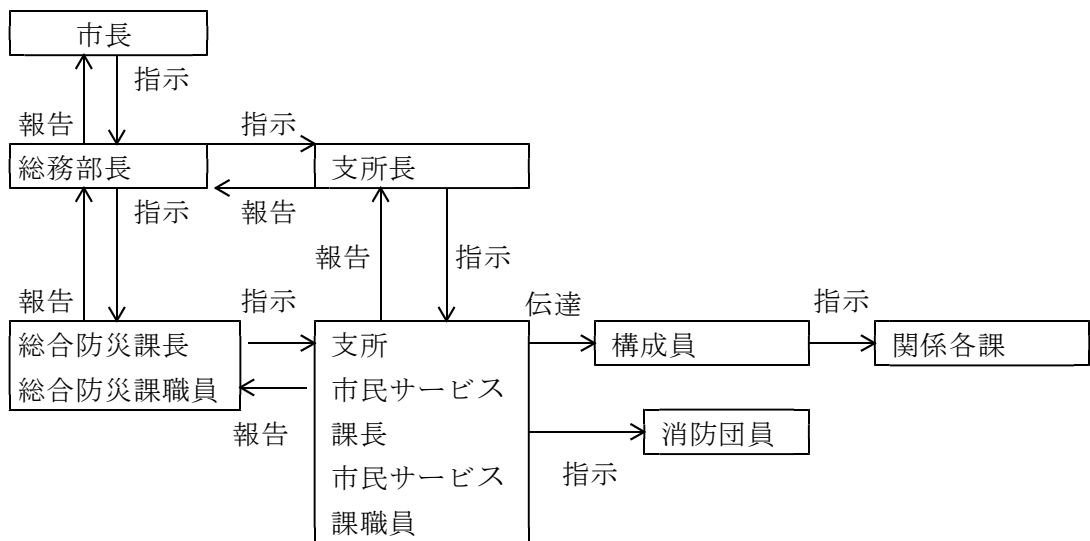 市長
指示
報告
指示
総務部長
支所長
指示
報告
報告
指示
報告
指示
伝達
指示
総合防災課長
総合防災課職員
支所
市民サービス
課長
市民サービス
課職員
構成員
関係各課
報告
消防団員
指示